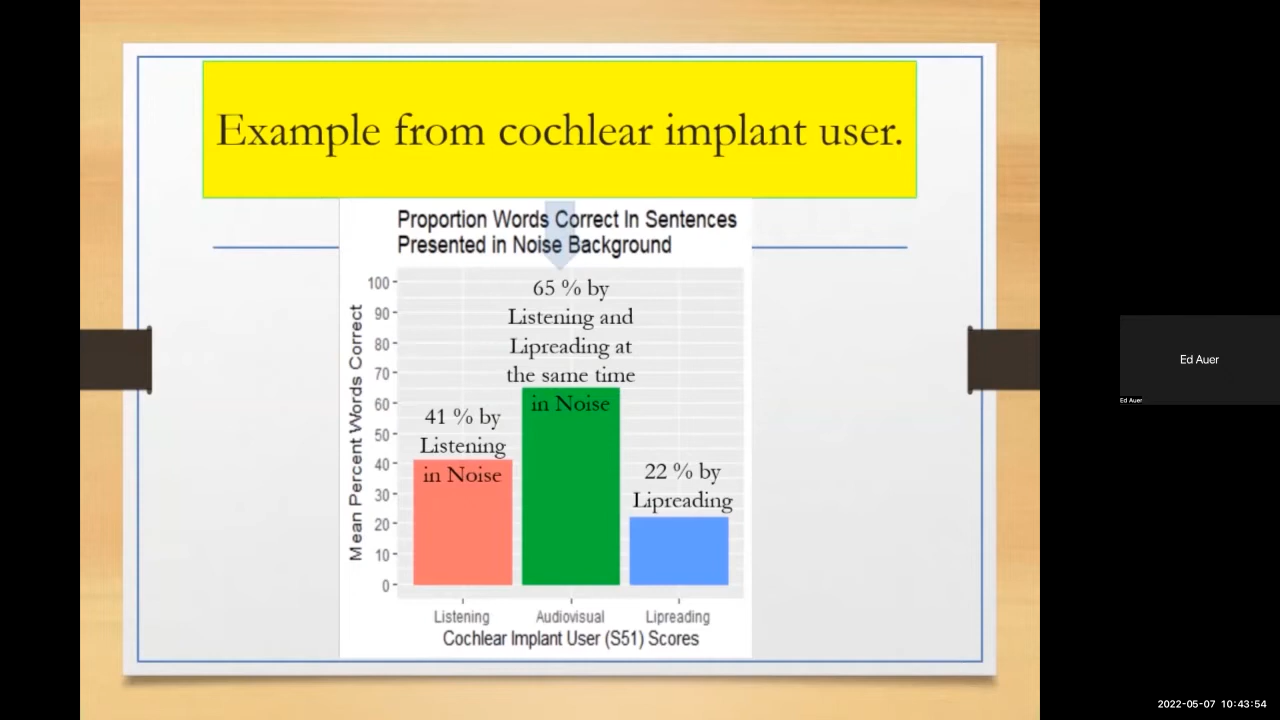 Example from cochlear implant user.
Proportion Words Correct In Sentences
Presented in Noise Background
Mean Percent Words Correct
100
90
80
70
60
50
40
30
20
10
0
65 % by
Listening and
Lipreading at
the same time
in Noise
41 % by
Listening
in Noise
22 % by
Lipreading
Listening
Audiovisual
Lipreading
Cochlear Implant User (S51) Scores
Ed Auer
Ed Auer
2022-05-07 10:43:54